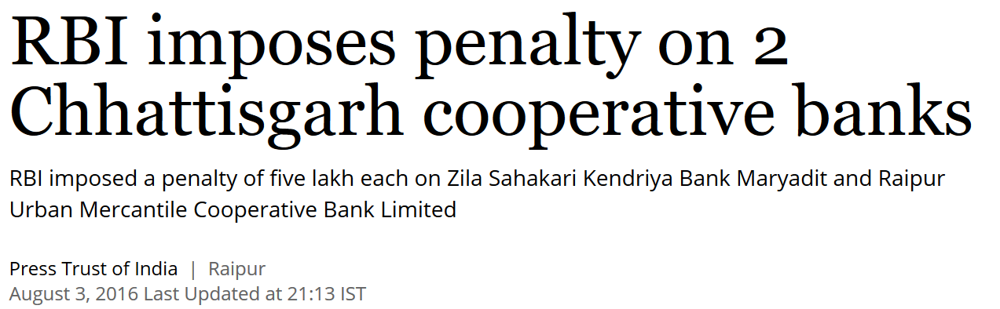 RBI imposes penalty on 2
Chhattisgarh cooperative banks
RBI imposed a penalty of five lakh each on Zila Sahakari Kendriya Bank Maryadit and Raipur
Urban Mercantile Cooperative Bank Limited
Press Trust of India | Raipur
August 3, 2016 Last Updated at 21:13 IST